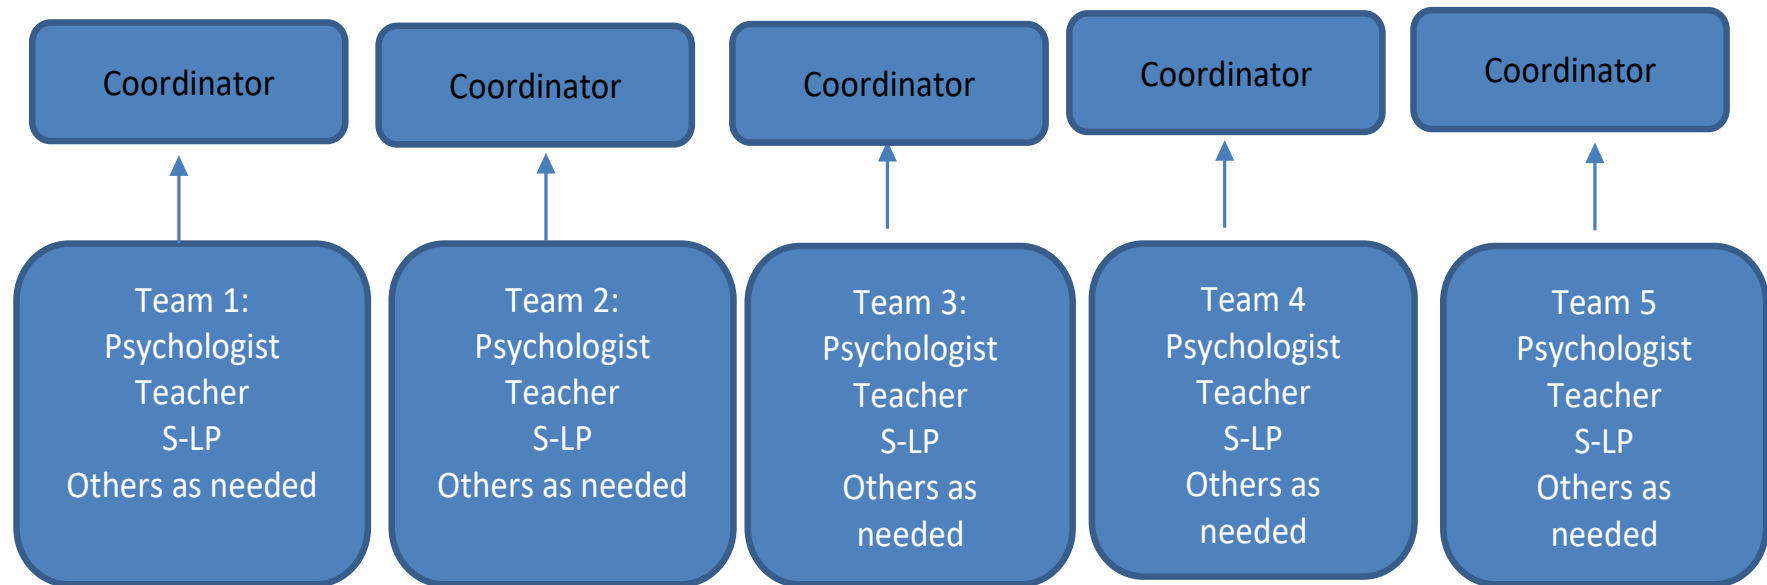 Coordinator
Coordinator
Coordinator
Coordinator
Coordinator
Team 1:
Psychologist
Teacher
S-LP
Others as needed
Team 2:
Psychologist
Teacher
S-LP
Others as needed
Team 3:
Psychologist
Teacher
S-LP
Others as
needed
Team 4
Psychologist
Teacher
S-LP
Others as
needed
Team 5
Psychologist
Teacher
S-LP
Others as
needed